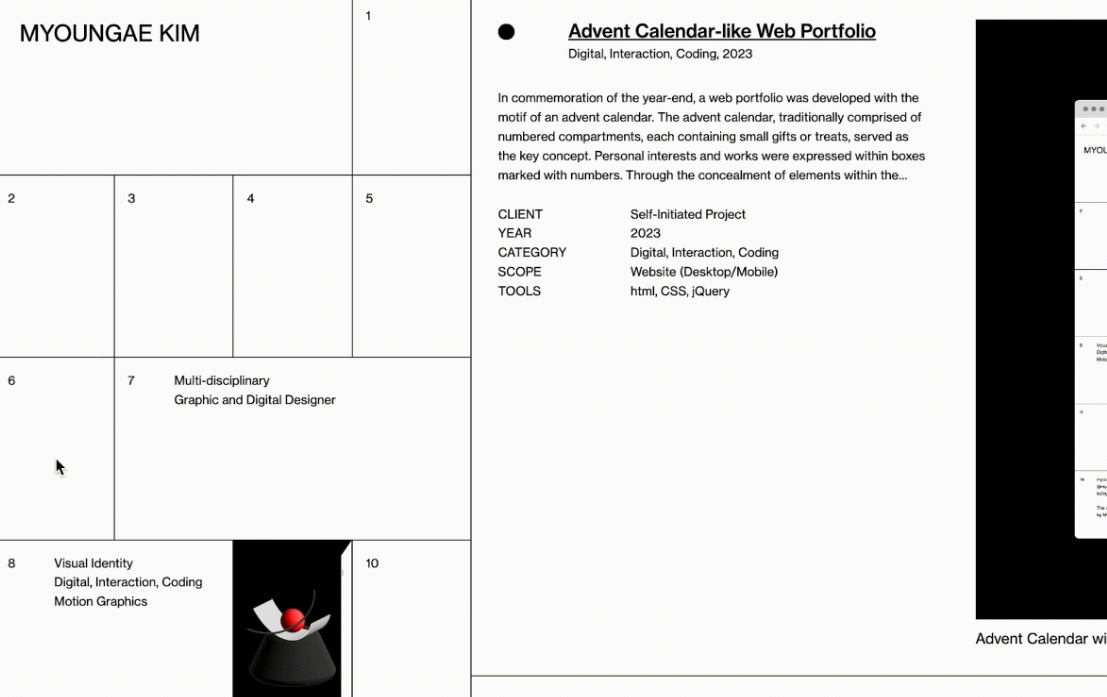 MYOUNGAE KIM
1
2
3
4
5
6
7
Multi-disciplinary
Graphic and Digital Designer
8
Visual Identity
Digital, Interaction, Coding
Motion Graphics
10
Advent Calendar-like Web Portfolio
Digital, Interaction, Coding, 2023
In commemoration of the year-end, a web portfolio was developed with the
motif of an advent calendar. The advent calendar, traditionally comprised of
numbered compartments, each containing small gifts or treats, served as
the key concept. Personal interests and works were expressed within boxes
marked with numbers. Through the concealment of elements within the...
CLIENT Self-Initiated Project
YEAR 2023
CATEGORY Digital, Interaction, Coding
SCOPE Website (Desktop/Mobile)
TOOLS html, CSS, jQuery
MYOU
Advent Calendar wi